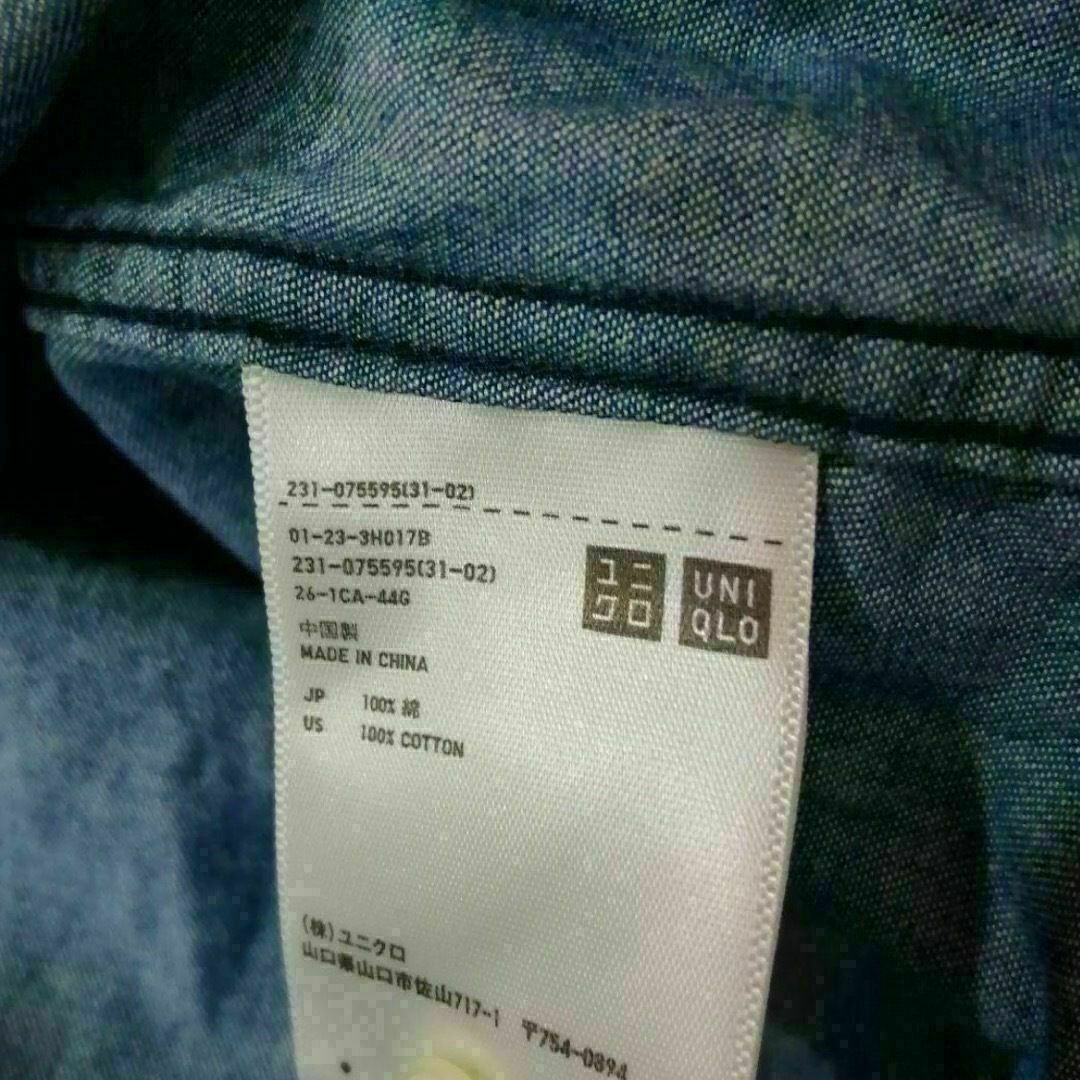 231-075595(31-02)
01-23-3H017B
231-075595(31-02)
26-1CA-44G
中国製
MADE IN CHINA
JP 100% 綿
US 100% COTTON
ユニ
クロ
UNI
QLO
(株)ユニクロ
山口県山口市佐山717-1 〒754-0894